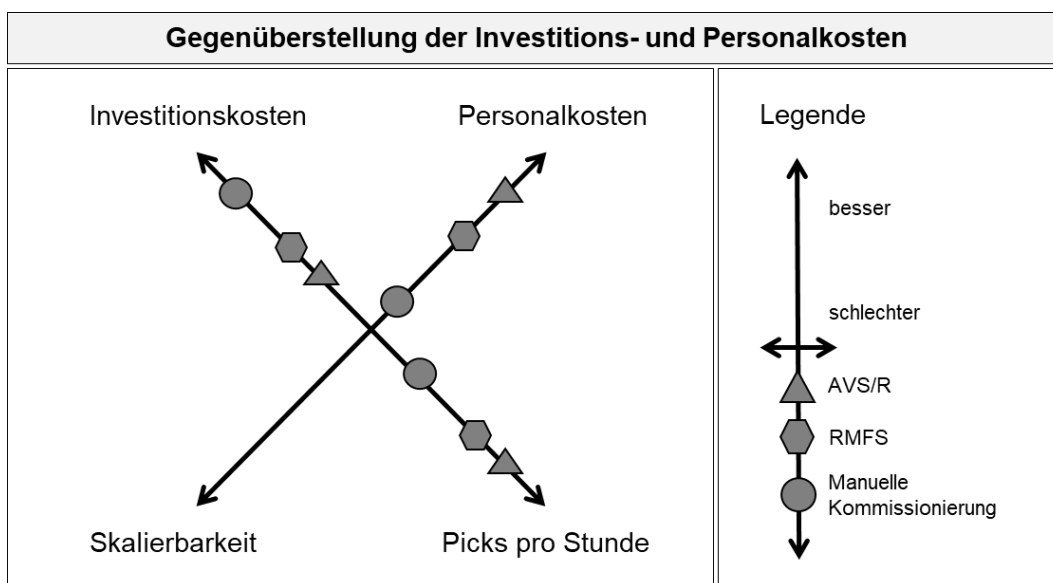 Gegenüberstellung der Investitions- und Personalkosten
Investitionskosten
Personalkosten
Skalierbarkeit
Picks pro Stunde
Legende
besser
schlechter
AVS/R
RMFS
Manuelle
Kommissionierung